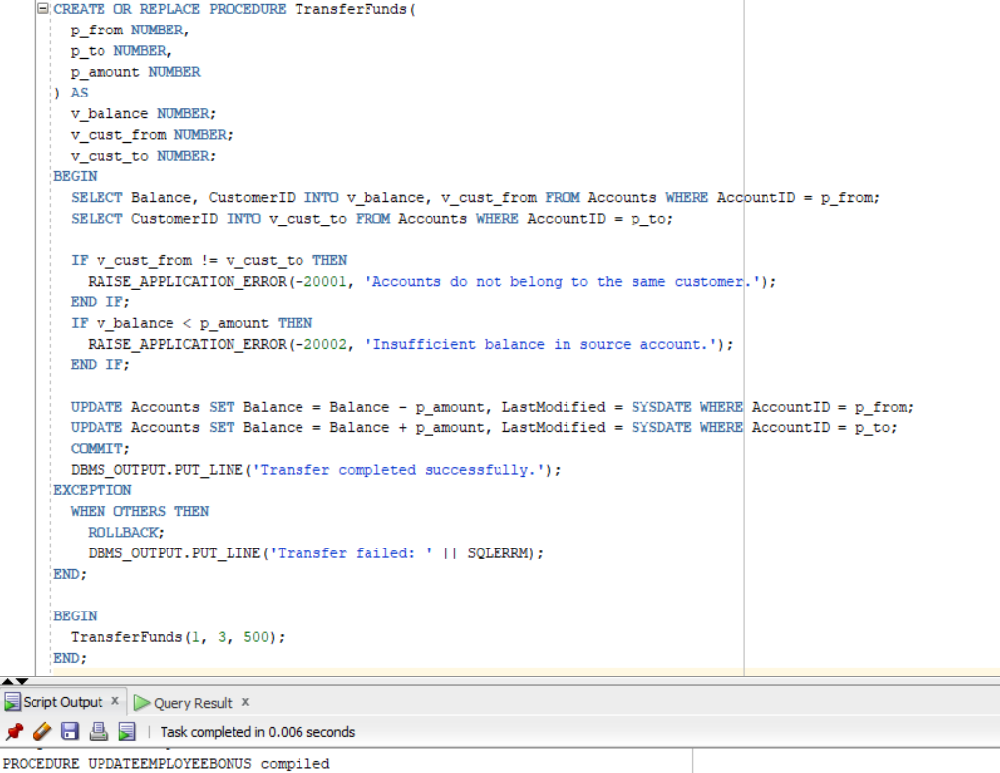 CREATE OR REPLACE PROCEDURE TransferFunds(
  p_from NUMBER,
  p_to NUMBER,
  p_amount NUMBER
) AS
  v_balance NUMBER;
  v_cust_from NUMBER;
  v_cust_to NUMBER;
BEGIN
  SELECT Balance, CustomerID INTO v_balance, v_cust_from FROM Accounts WHERE AccountID = p_from;
  SELECT CustomerID INTO v_cust_to FROM Accounts WHERE AccountID = p_to;
  IF v_cust_from != v_cust_to THEN
    RAISE_APPLICATION_ERROR(-20001, 'Accounts do not belong to the same customer.');
  END IF;
  IF v_balance < p_amount THEN
    RAISE_APPLICATION_ERROR(-20002, 'Insufficient balance in source account.');
  END IF;
  UPDATE Accounts SET Balance = Balance - p_amount, LastModified = SYSDATE WHERE AccountID = p_from;
  UPDATE Accounts SET Balance = Balance + p_amount, LastModified = SYSDATE WHERE AccountID = p_to;
  COMMIT;
  DBMS_OUTPUT.PUT_LINE('Transfer completed successfully.');
EXCEPTION
  WHEN OTHERS THEN
    ROLLBACK;
    DBMS_OUTPUT.PUT_LINE('Transfer failed: ' || SQLERRM);
END;
BEGIN
  TransferFunds(1, 3, 500);
END;
Script Output x Query Result x
Task completed in 0.006 seconds
PROCEDURE UPDATEEMPLOYEEBONUS compiled